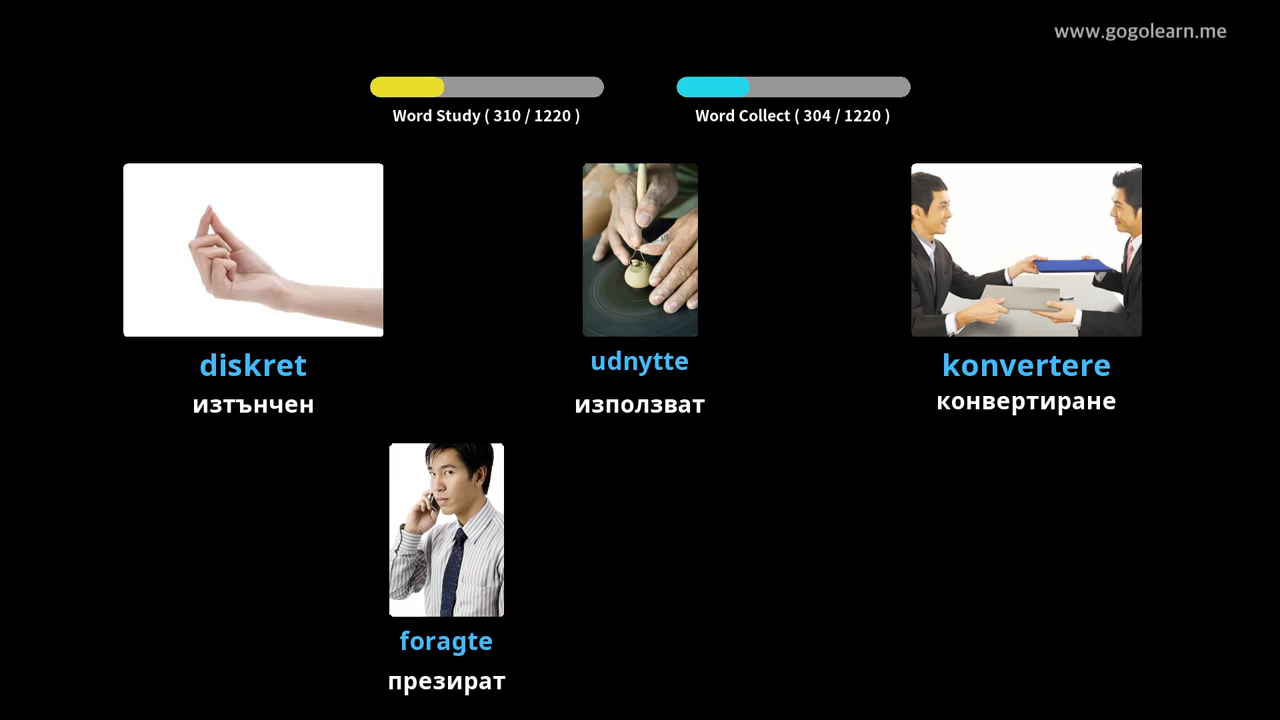 www.gogolearn.me
Word Study ( 310 / 1220 )
Word Collect ( 304 / 1220 )
diskret
изтънчен
udnytte
използват
konvertere
конвертиране
foragte
презират